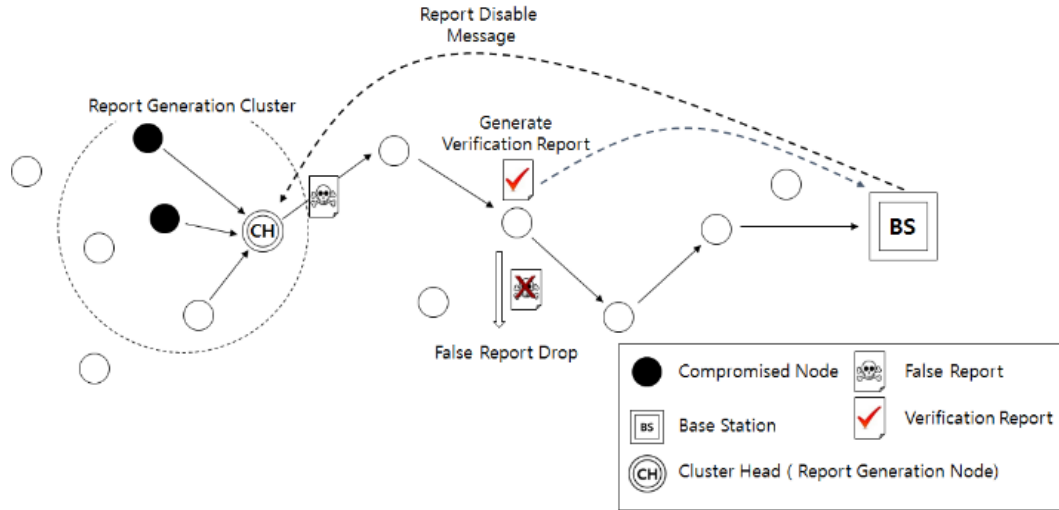 Report Disable
Message
Report Generation Cluster
Generate
Verification Report
CH
BS
False Report Drop
Compromised Node
False Report
BS
Base Station
Verification Report
CH
Cluster Head ( Report Generation Node)